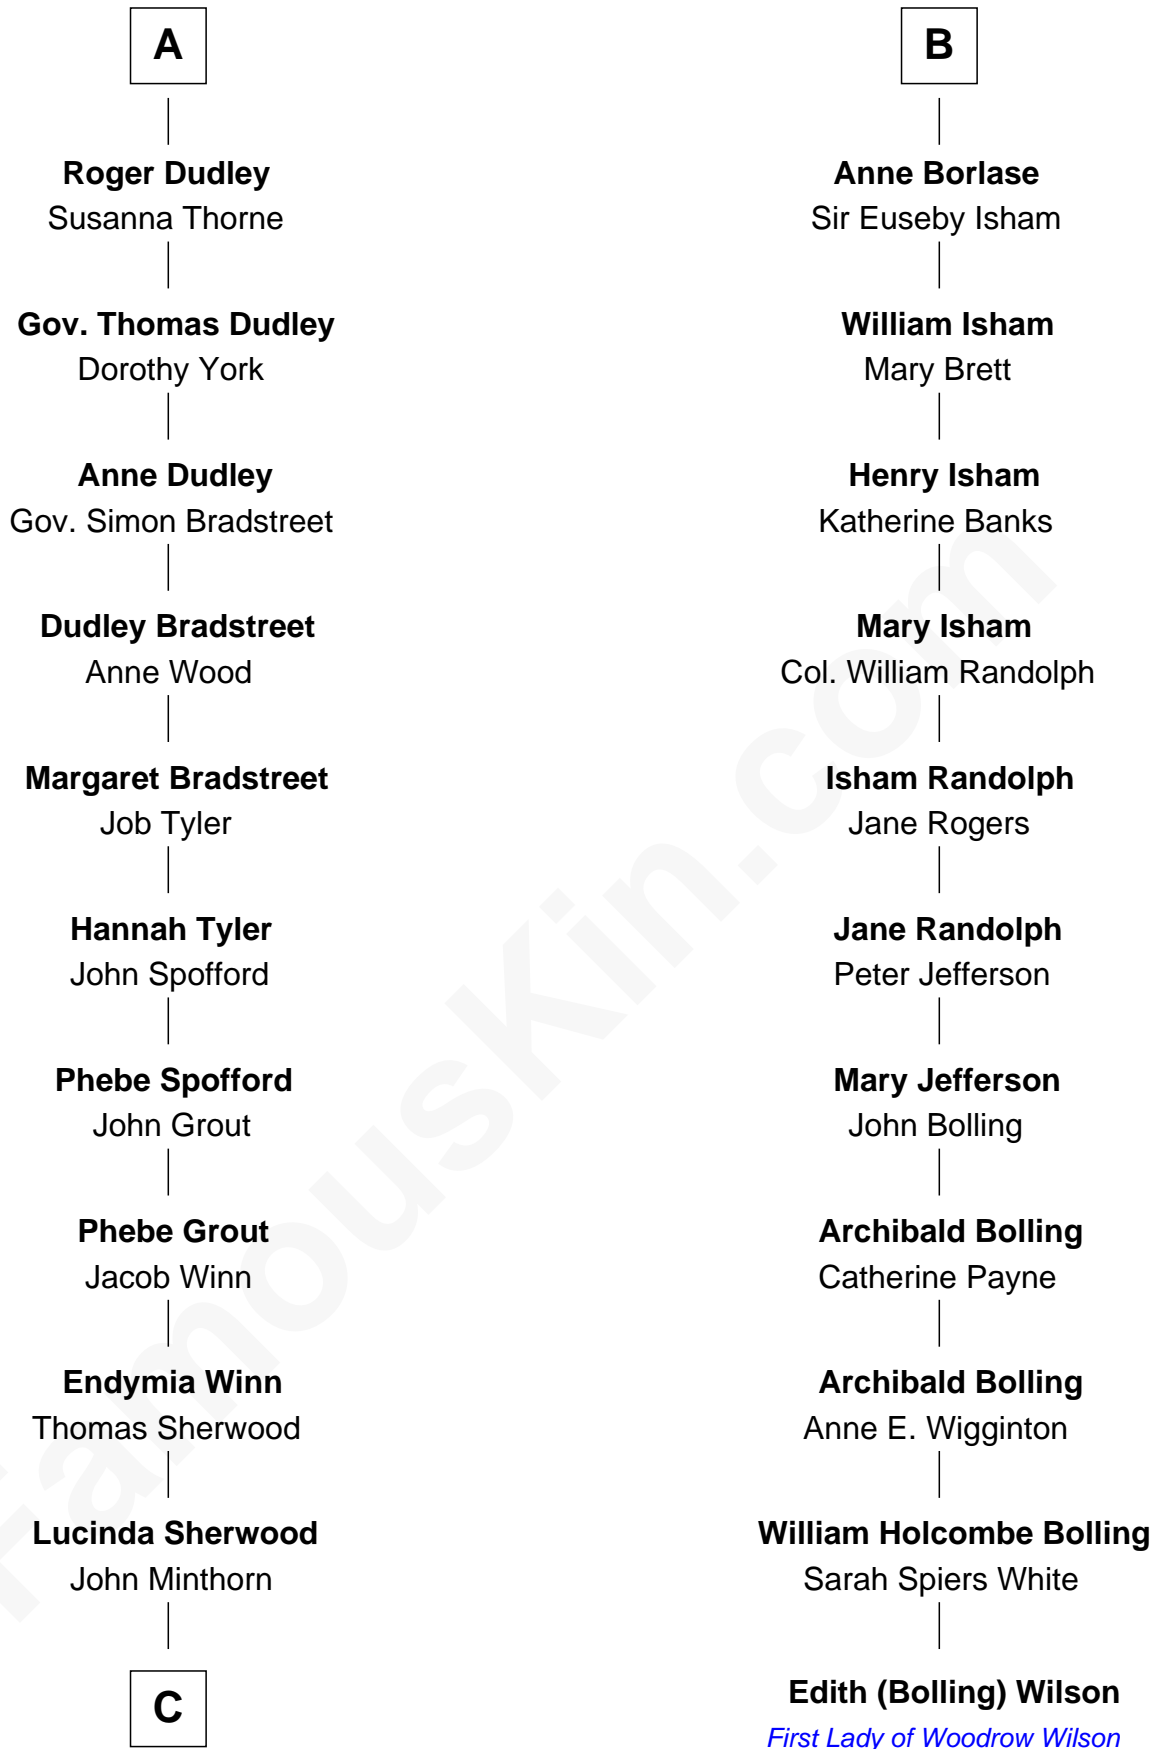 A
Roger Dudley
Susanna Thorne
Gov. Thomas Dudley
Dorothy York
Anne Dudley
Gov. Simon Bradstreet
Dudley Bradstreet
Anne Wood
Margaret Bradstreet
Job Tyler
Hannah Tyler
John Spofford
Phebe Spofford
John Grout
Phebe Grout
Jacob Winn
Endymia Winn
Thomas Sherwood
Lucinda Sherwood
John Minthorn
C
B
Anne Borlase
Sir Euseby Isham
William Isham
Mary Brett
Henry Isham
Katherine Banks
Mary Isham
Col. William Randolph
Isham Randolph
Jane Rogers
Jane Randolph
Peter Jefferson
Mary Jefferson
John Bolling
Archibald Bolling
Catherine Payne
Archibald Bolling
Anne E. Wigginton
William Holcombe Bolling
Sarah Spiers White
Edith (Bolling) Wilson
First Lady of Woodrow Wilson
FamousKin.com